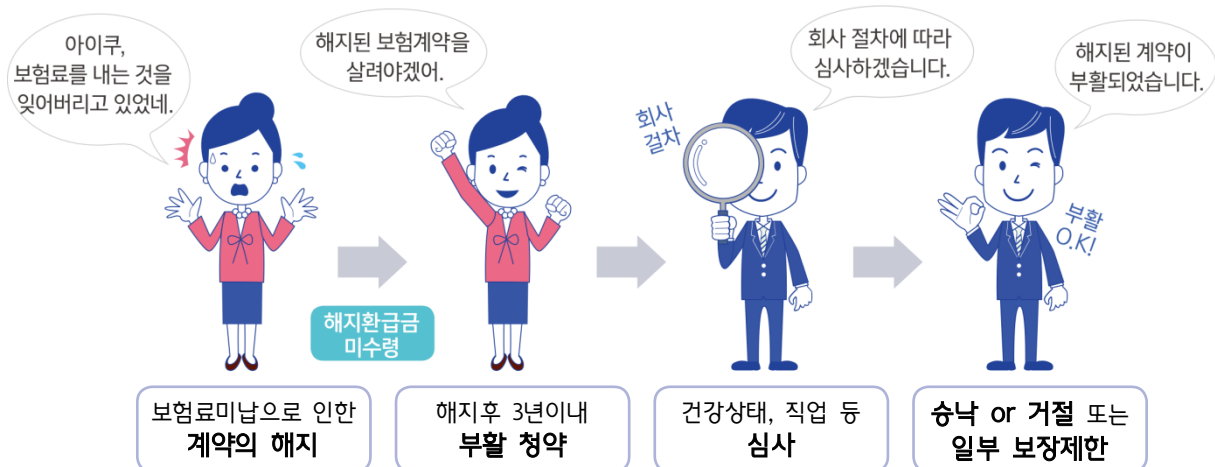 아이쿠,
보험료를 내는 것을
잊어버리고 있었네.
해지된 보험계약을
살려야겠어.
회사 절차에 따라
심사하겠습니다.
해지된 계약이
부활되었습니다.
회사
걸차
부활
O.K!
해지환급금
미수령
보험료미납으로 인한
계약의 해지
해지후 3년이내
부활 청약
건강상태, 직업 등
심사
승낙 or 거절 또는
일부 보장제한